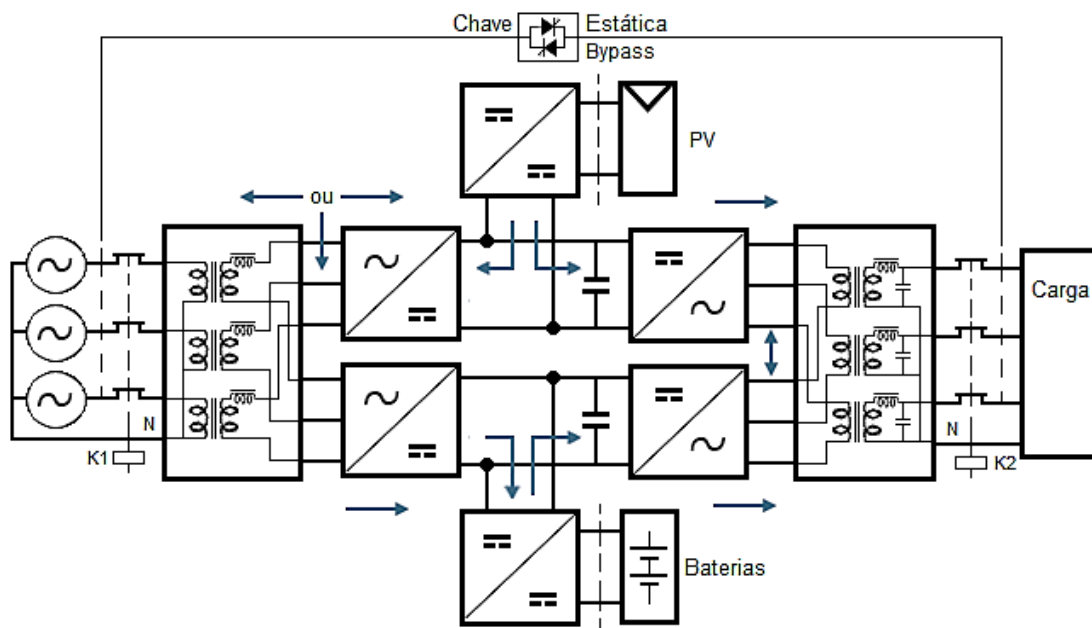 Chave Estática
Bypass
PV
ou
Carga
N
N
K1
K2
Baterias